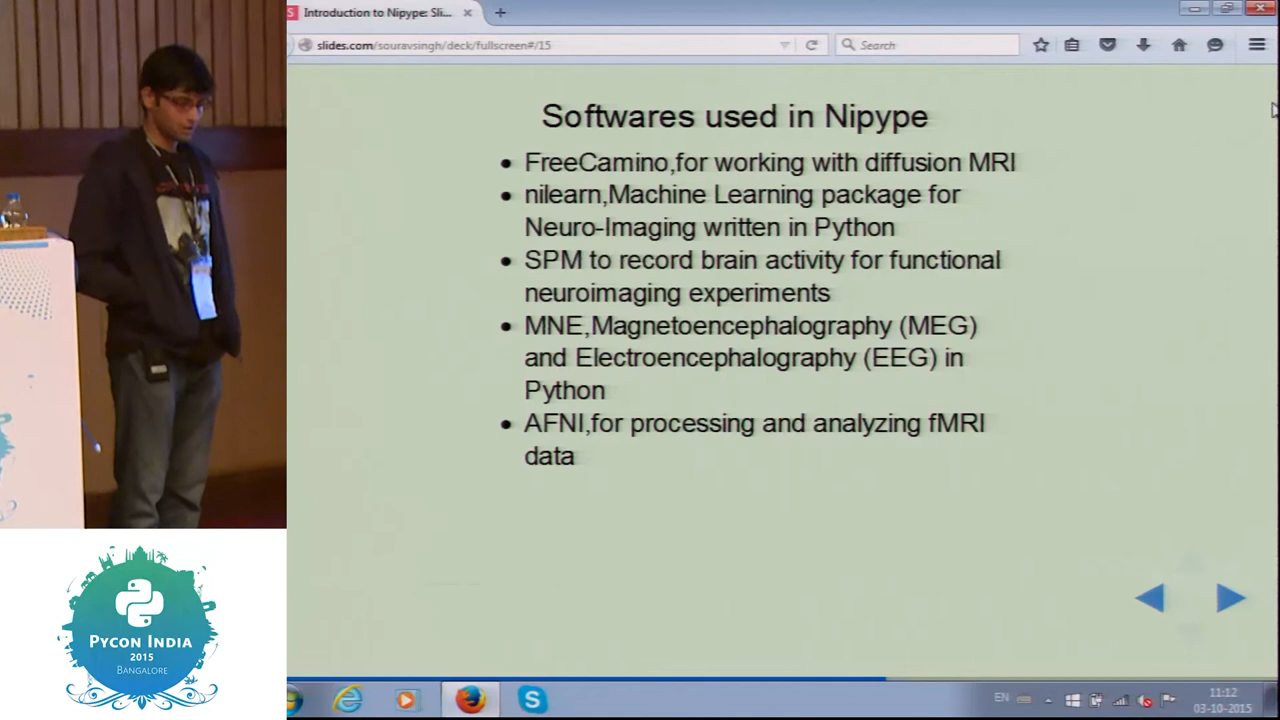 Introduction to Nipype: Sli...
slides.com/souravsingh/deck/fullscreen#/15
Search
Softwares used in Nipype
FreeCamino,for working with diffusion MRI
nilearn,Machine Learning package for
Neuro-Imaging written in Python
SPM to record brain activity for functional
neuroimaging experiments
MNE,Magnetoencephalography (MEG)
and Electroencephalography (EEG) in
Python
AFNI,for processing and analyzing fMRI
data
PYCON INDIA
2015
BANGALORE
EN
11:12
03-10-2015